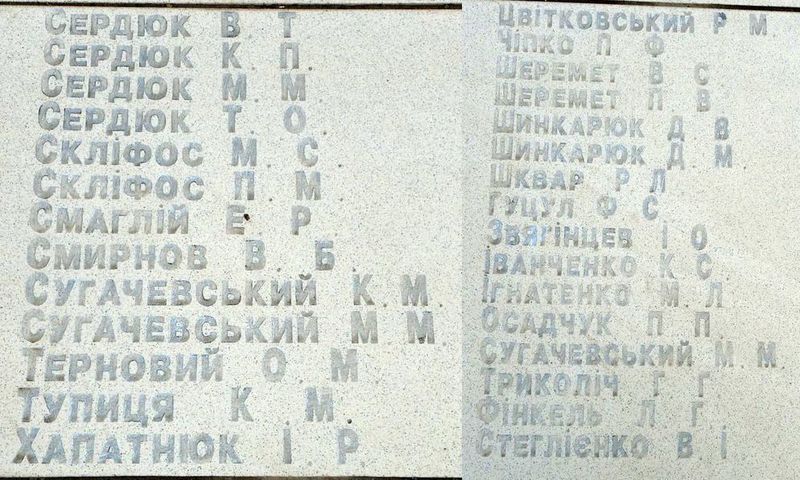 Сердюк В. Т.
Сердюк К. П.
Сердюк М. М.
Сердюк Т. О.
Скліфос М. С.
Скліфос П. М.
Смаглій Е. Р.
Смирнов В. Б.
Сугачевський К. М.
Сугачевський М. М.
Терновий О. М.
Тупиця К. М.
Хапатнюк І. Р.
Цвітковський Р. М.
Чіпко П. Ф.
Шеремет В. С.
Шеремет П. В.
Шинкарюк Д. В.
Шинкарюк Д. М.
Шквар Р. Л.
Гуцул Ф. С.
Звягінцев І. О.
Іванченко К. С.
Ігнатенко М. Л.
Осадчук П. П.
Сугачевський М. М.
Триколіч Г. Г.
Фінкель Л. Г.
Стеглієнко В. І.